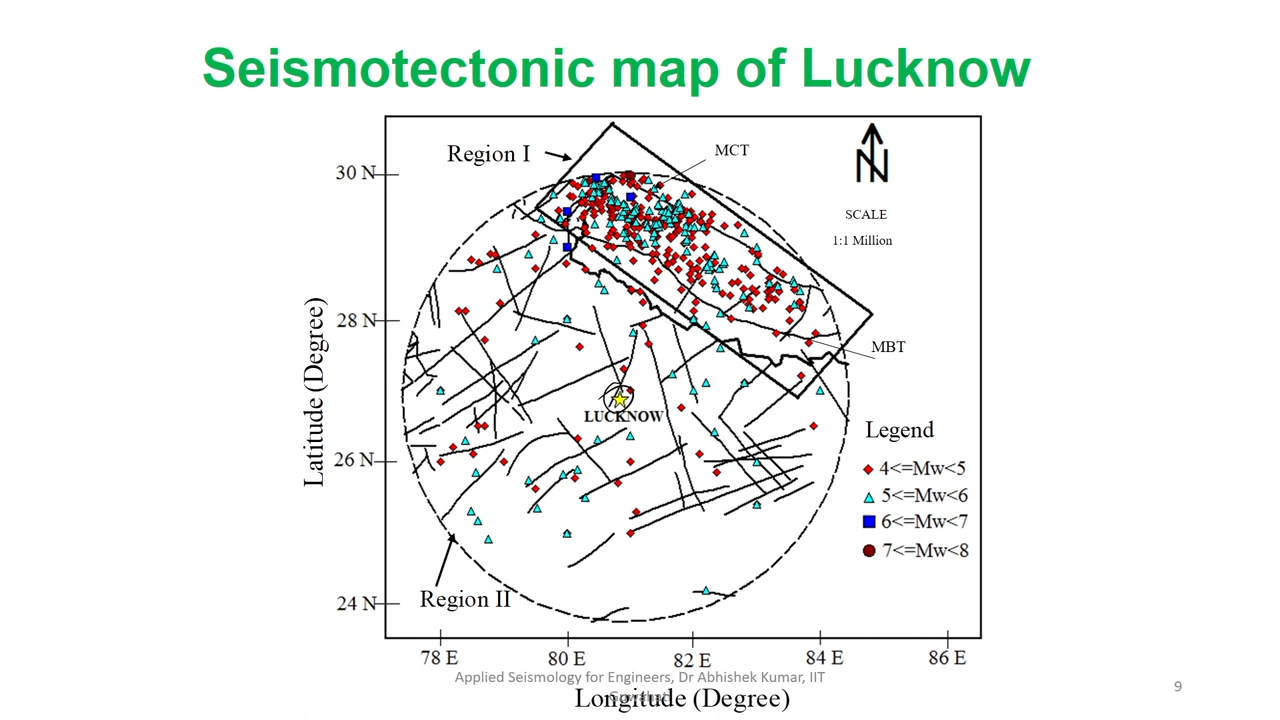 Seismotectonic map of Lucknow
Region I
MCT
N
30 N
SCALE
1:1 Million
28 N
MBT
LUCKNOW
Latitude (Degree)
Legend
26 N
4<=Mw<5
5<=Mw<6
6<=Mw<7
7<=Mw<8
Region II
24 N
78 E
80 E
82 E
84 E
86 E
Applied Seismology for Engineers, Dr Abhishek Kumar, IIT
Longitude (Degree)
9